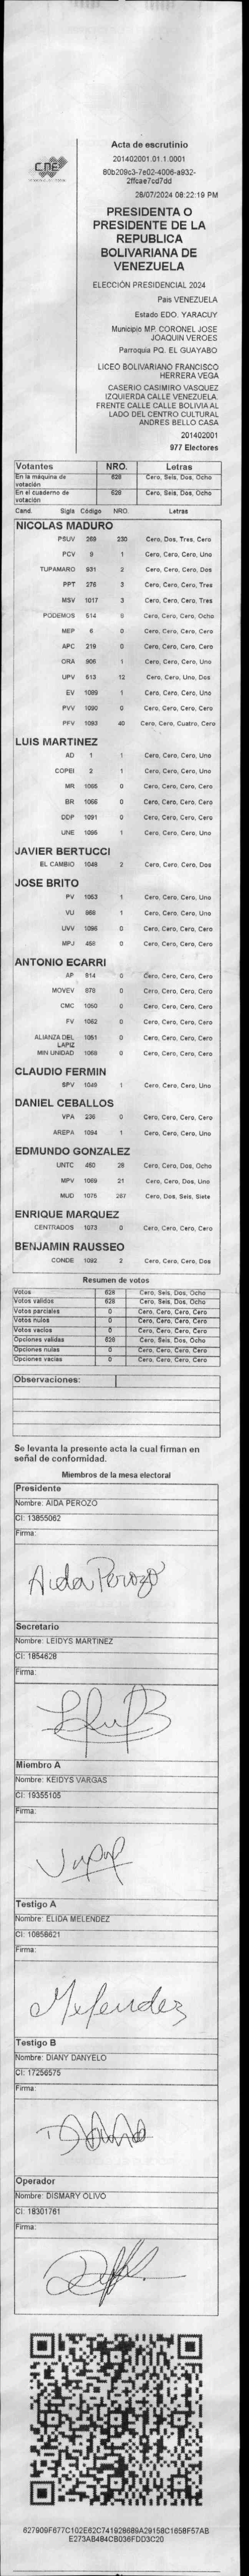 CNE
Acta de escrutinio
201402001.01.1.0001
80b209c3-7e02-4006-a932-
2ffcae7cd7dd
28/07/2024 08:22:19 PM
PRESIDENTA O
PRESIDENTE DE LA
REPUBLICA
BOLIVARIANA DE
VENEZUELA
ELECCIÓN PRESIDENCIAL 2024
Pais VENEZUELA
Estado EDO. YARACUY
Municipio MP. CORONEL JOSE
JOAQUIN VEROES
Parroquia PQ. EL GUAYABO
LICEO BOLIVARIANO FRANCISCO
HERRERA VEGA
CASERIO CASIMIRO VASQUEZ
IZQUIERDA CALLE VENEZUELA.
FRENTE CALLE CALLE BOLIVIA AL
LADO DEL CENTRO CULTURAL
ANDRES BELLO CASA
201402001
977 Electores
Votantes NRO. Letras
En la máquina de votación 628 Cero, Seis, Dos, Ocho
En el cuaderno de votación 628 Cero, Seis, Dos, Ocho
Cand. Sigla Código NRO. Letras
NICOLAS MADURO
PSUV 269 230 Cero, Dos, Tres, Cero
PCV 9 1 Cero, Cero, Cero, Uno
TUPAMARO 931 2 Cero, Cero, Cero, Dos
PPT 276 3 Cero, Cero, Cero, Tres
MSV 1017 3 Cero, Cero, Cero, Tres
PODEMOS 514 8 Cero, Cero, Cero, Ocho
MEP 6 0 Cero, Cero, Cero, Cero
APC 219 0 Cero, Cero, Cero, Cero
ORA 906 1 Cero, Cero, Cero, Uno
UPV 513 12 Cero, Cero, Uno, Dos
EV 1089 1 Cero, Cero, Cero, Uno
PVV 1090 0 Cero, Cero, Cero, Cero
PFV 1093 40 Cero, Cero, Cuatro, Cero
LUIS MARTINEZ
AD 1 1 Cero, Cero, Cero, Uno
COPEI 2 1 Cero, Cero, Cero, Uno
MR 1065 0 Cero, Cero, Cero, Cero
BR 1066 0 Cero, Cero, Cero, Cero
DDP 1091 0 Cero, Cero, Cero, Cero
UNE 1095 1 Cero, Cero, Cero, Uno
JAVIER BERTUCCI
EL CAMBIO 1048 2 Cero, Cero, Cero, Dos
JOSE BRITO
PV 1053 1 Cero, Cero, Cero, Uno
VU 968 1 Cero, Cero, Cero, Uno
UVV 1096 0 Cero, Cero, Cero, Cero
MPJ 456 0 Cero, Cero, Cero, Cero
ANTONIO ECARRI
AP 914 0 Cero, Cero, Cero, Cero
MOVEV 878 0 Cero, Cero, Cero, Cero
CMC 1050 0 Cero, Cero, Cero, Cero
FV 1062 0 Cero, Cero, Cero, Cero
ALIANZA DEL LAPIZ 1051 0 Cero, Cero, Cero, Cero
MIN UNIDAD 1068 0 Cero, Cero, Cero, Cero
CLAUDIO FERMIN
SPV 1049 1 Cero, Cero, Cero, Uno
DANIEL CEBALLOS
VPA 236 0 Cero, Cero, Cero, Cero
AREPA 1094 1 Cero, Cero, Cero, Uno
EDMUNDO GONZALEZ
UNTC 460 28 Cero, Cero, Dos, Ocho
MPV 1069 21 Cero, Cero, Dos, Uno
MUD 1075 267 Cero, Dos, Seis, Siete
ENRIQUE MARQUEZ
CENTRADOS 1073 0 Cero, Cero, Cero, Cero
BENJAMIN RAUSSEO
CONDE 1092 2 Cero, Cero, Cero, Dos
Resumen de votos
Votos 628 Cero, Seis, Dos, Ocho
Votos validos 628 Cero, Seis, Dos, Ocho
Votos parciales 0 Cero, Cero, Cero, Cero
Votos nulos 0 Cero, Cero, Cero, Cero
Votos vacios 0 Cero, Cero, Cero, Cero
Opciones validas 628 Cero, Seis, Dos, Ocho
Opciones nulas 0 Cero, Cero, Cero, Cero
Opciones vacias 0 Cero, Cero, Cero, Cero
Observaciones:
Se levanta la presente acta la cual firman en
señal de conformidad.
Miembros de la mesa electoral
Presidente
Nombre: AIDA PEROZO
CI: 13855062
Firma:
Aida Perozo
Secretario
Nombre: LEIDYS MARTINEZ
CI: 1854628
Firma:
Miembro A
Nombre: KEIDYS VARGAS
CI: 19355105
Firma:
Testigo A
Nombre: ELIDA MELENDEZ
CI: 10858621
Firma:
Melendez
Testigo B
Nombre: DIANY DANYELO
CI: 17256575
Firma:
Operador
Nombre: DISMARY OLIVO
CI: 18301761
Firma:
627909F677C102E62C741928689A29158C1658F57AB
E273AB484CB036FDD3C20